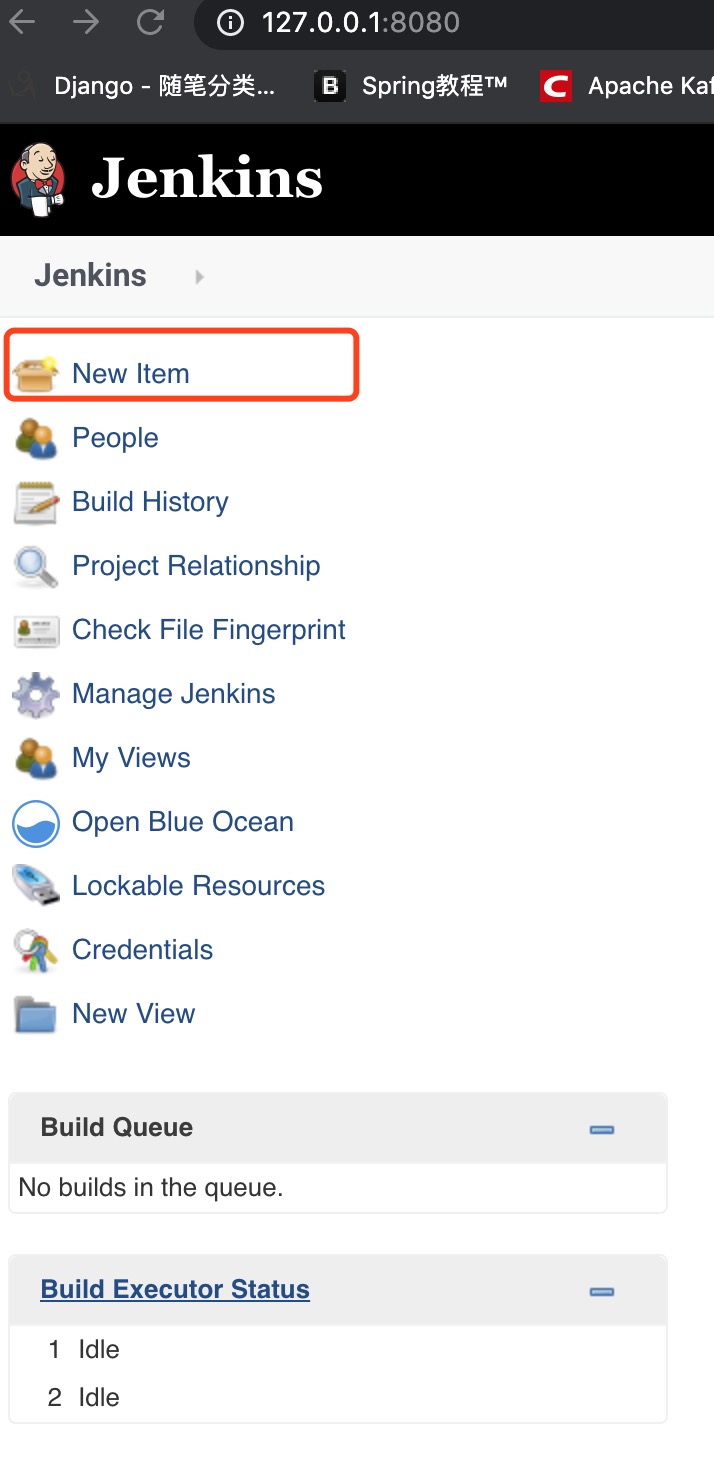 127.0.0.1:8080
Django - 随笔分类... Spring教程™ Apache Kaf
Jenkins
Jenkins
New Item
People
Build History
Project Relationship
Check File Fingerprint
Manage Jenkins
My Views
Open Blue Ocean
Lockable Resources
Credentials
New View
Build Queue
No builds in the queue.
Build Executor Status
1 Idle
2 Idle